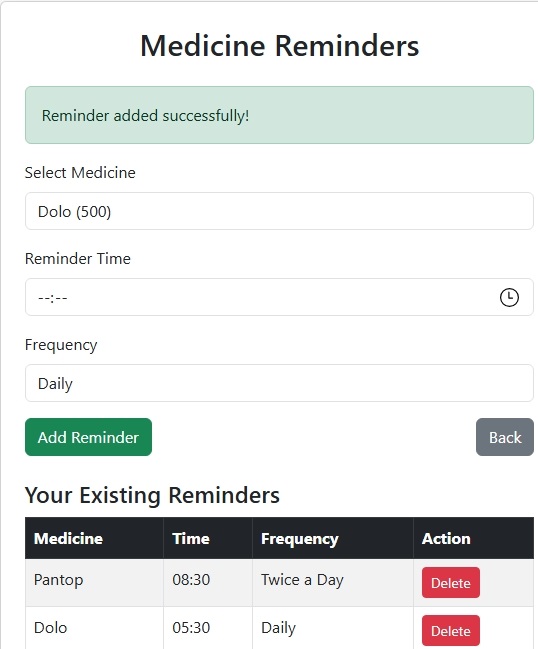 Medicine Reminders
Reminder added successfully!
Select Medicine
Dolo (500)
Reminder Time
--:--
Frequency
Daily
Add Reminder Back
Your Existing Reminders
Medicine Time Frequency Action
Pantop 08:30 Twice a Day Delete
Dolo 05:30 Daily Delete